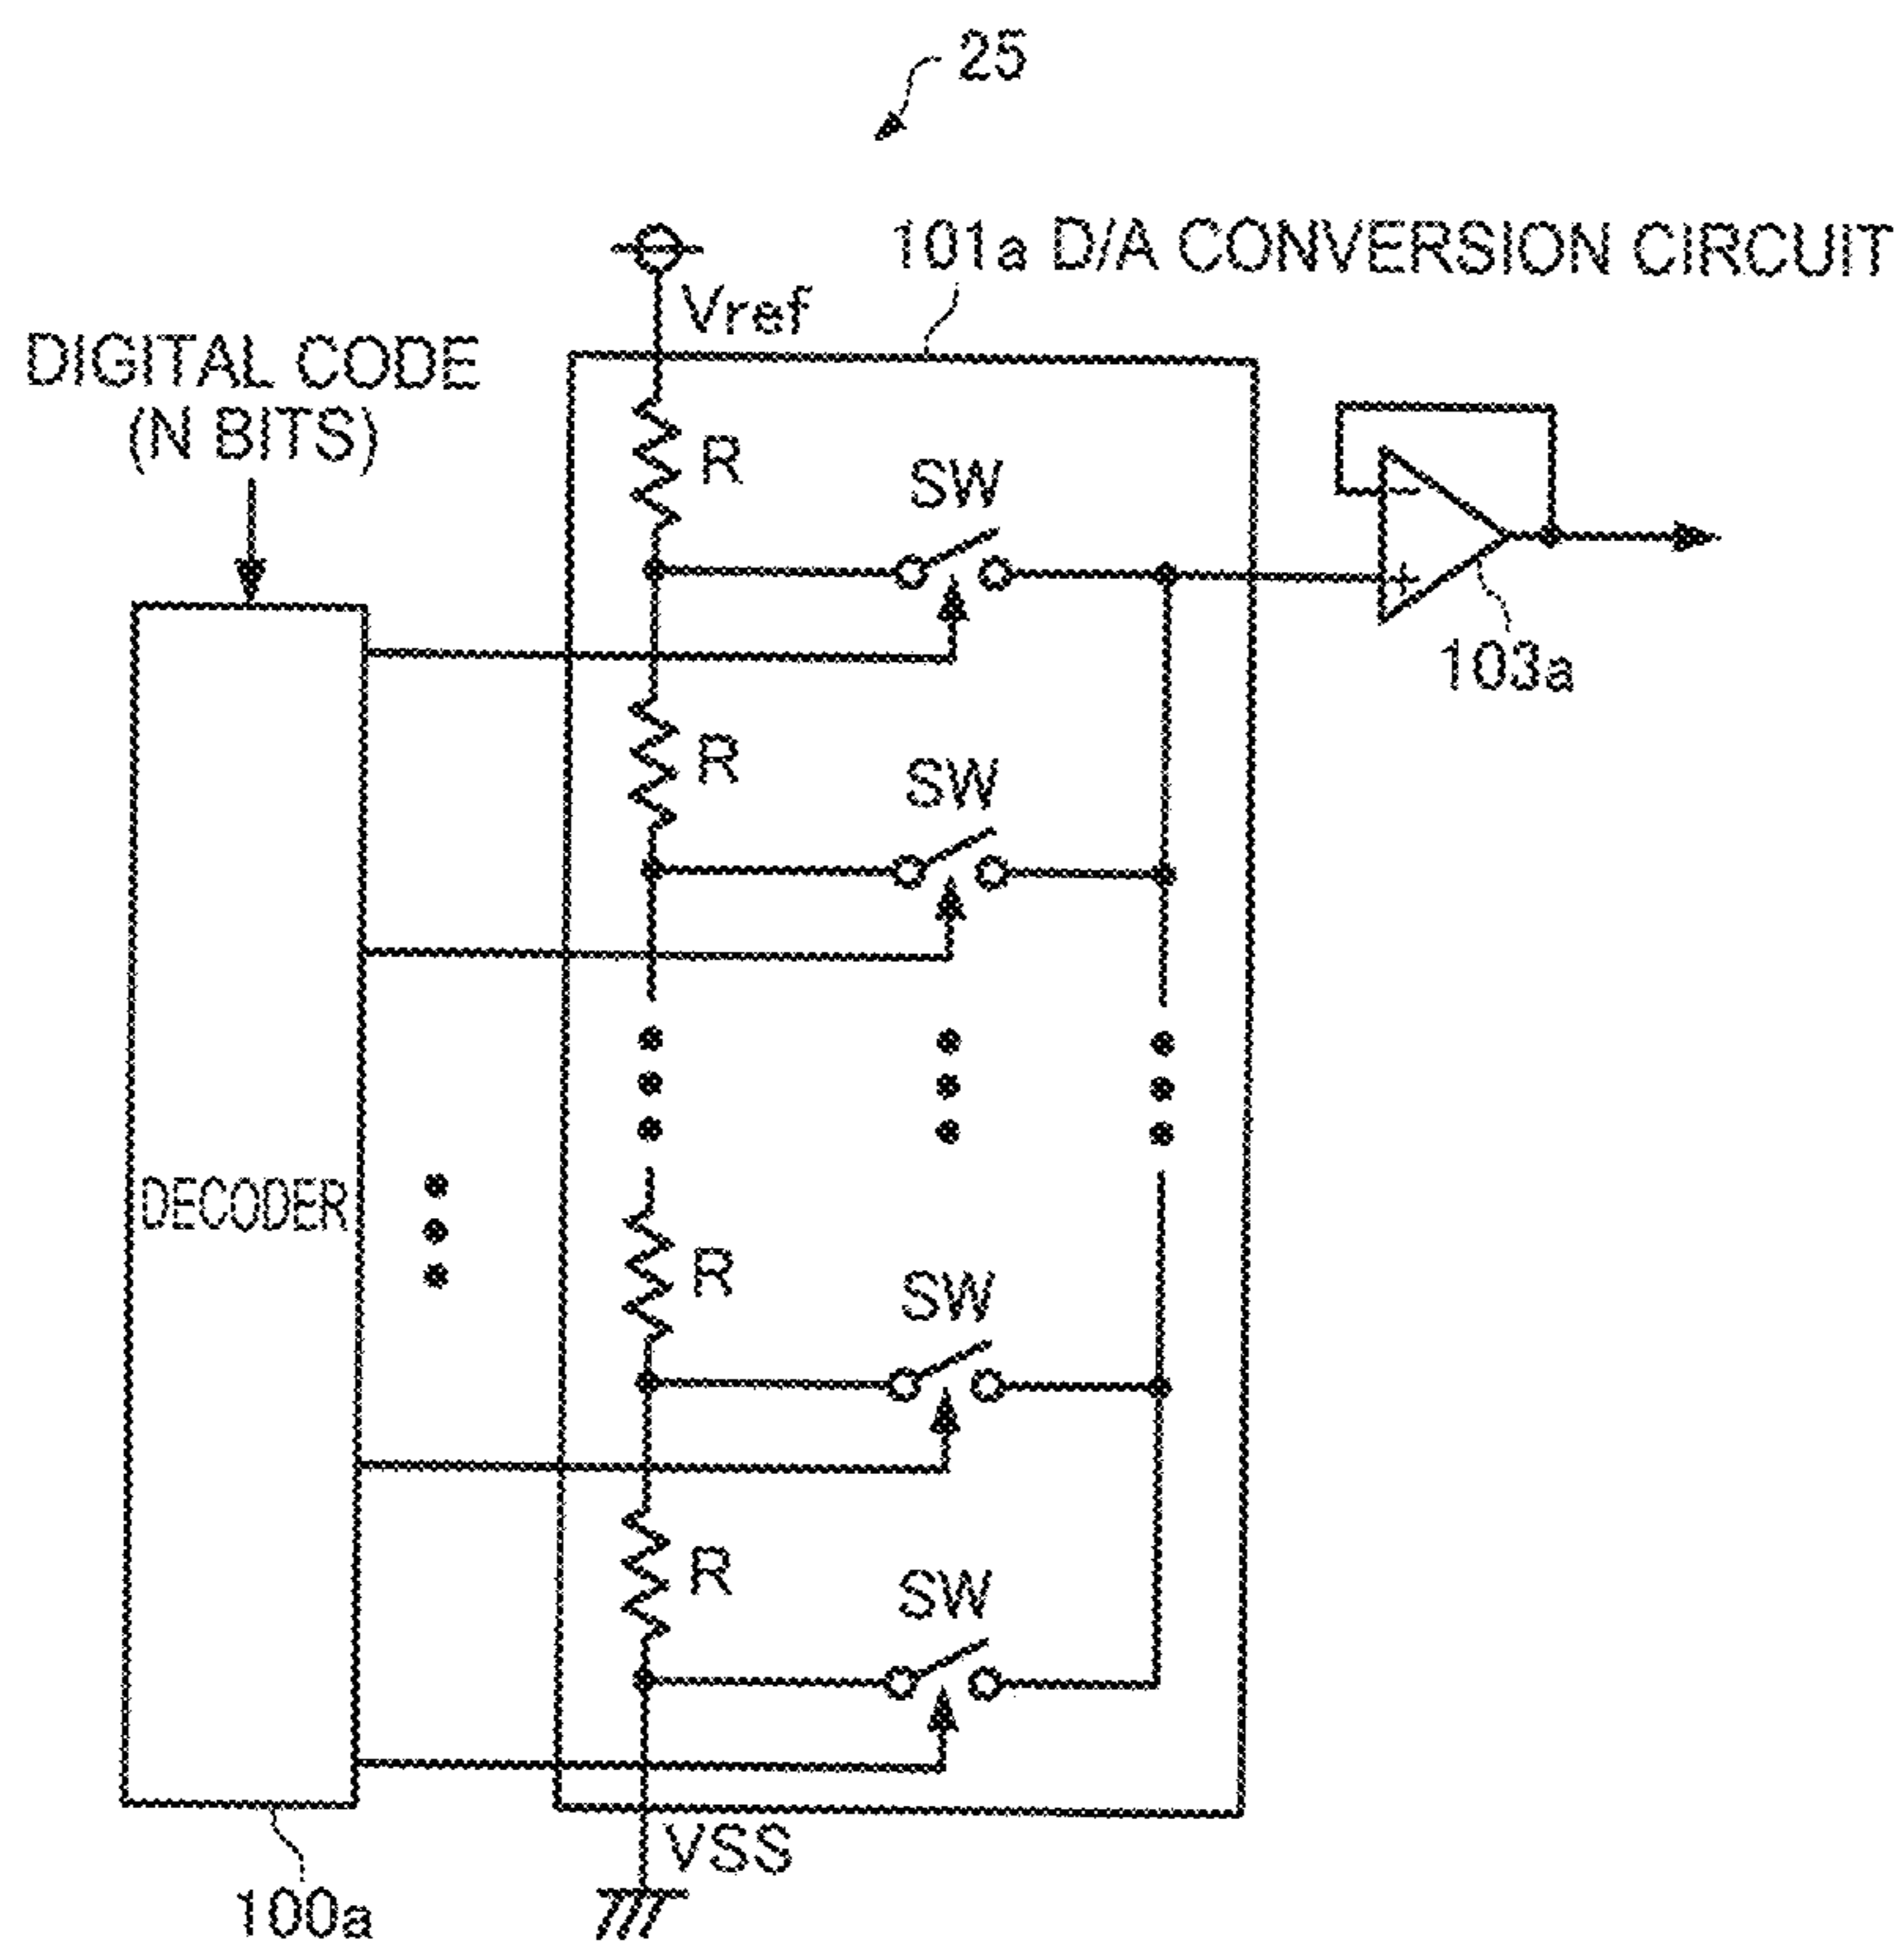 25
101a D/A CONVERSION CIRCUIT
Vref
DIGITAL CODE
(N BITS)
R
SW
-
+
103a
R
SW
DECODER
R
SW
R
SW
VSS
100a